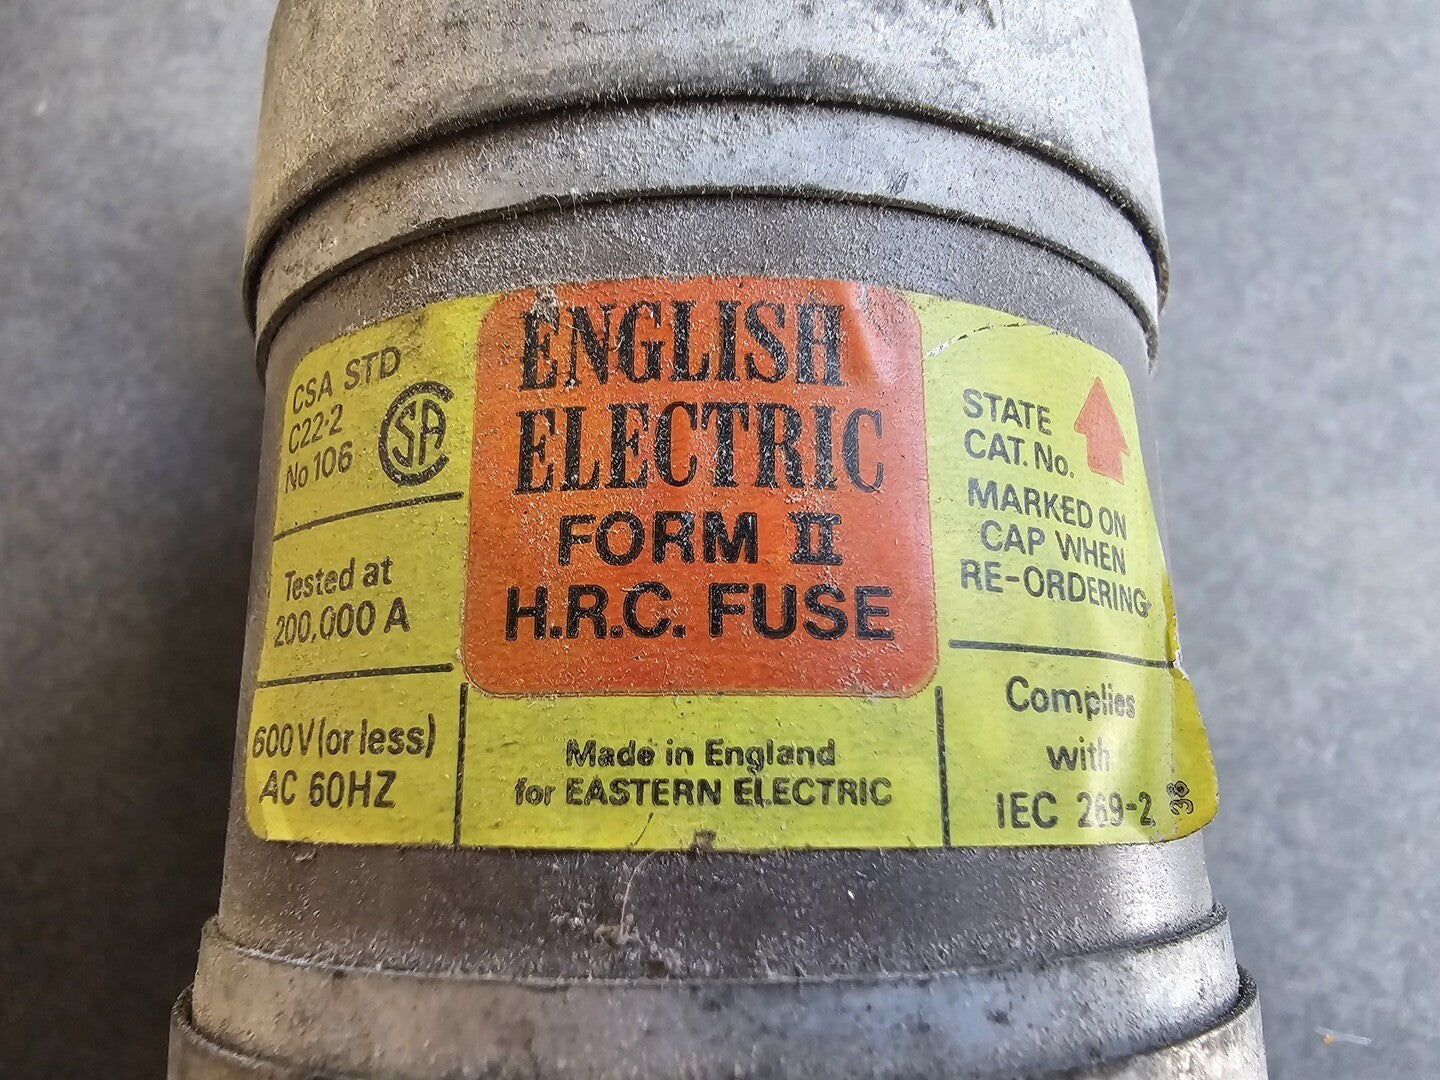 CSA STD
C22·2
No 106
CSA
Tested at
200,000 A
600V (or less)
AC 60HZ
ENGLISH
ELECTRIC
FORM II
H.R.C. FUSE
Made in England
for EASTERN ELECTRIC
STATE
CAT. No.
MARKED ON
CAP WHEN
RE-ORDERING
Complies
with
IEC 269-2
38